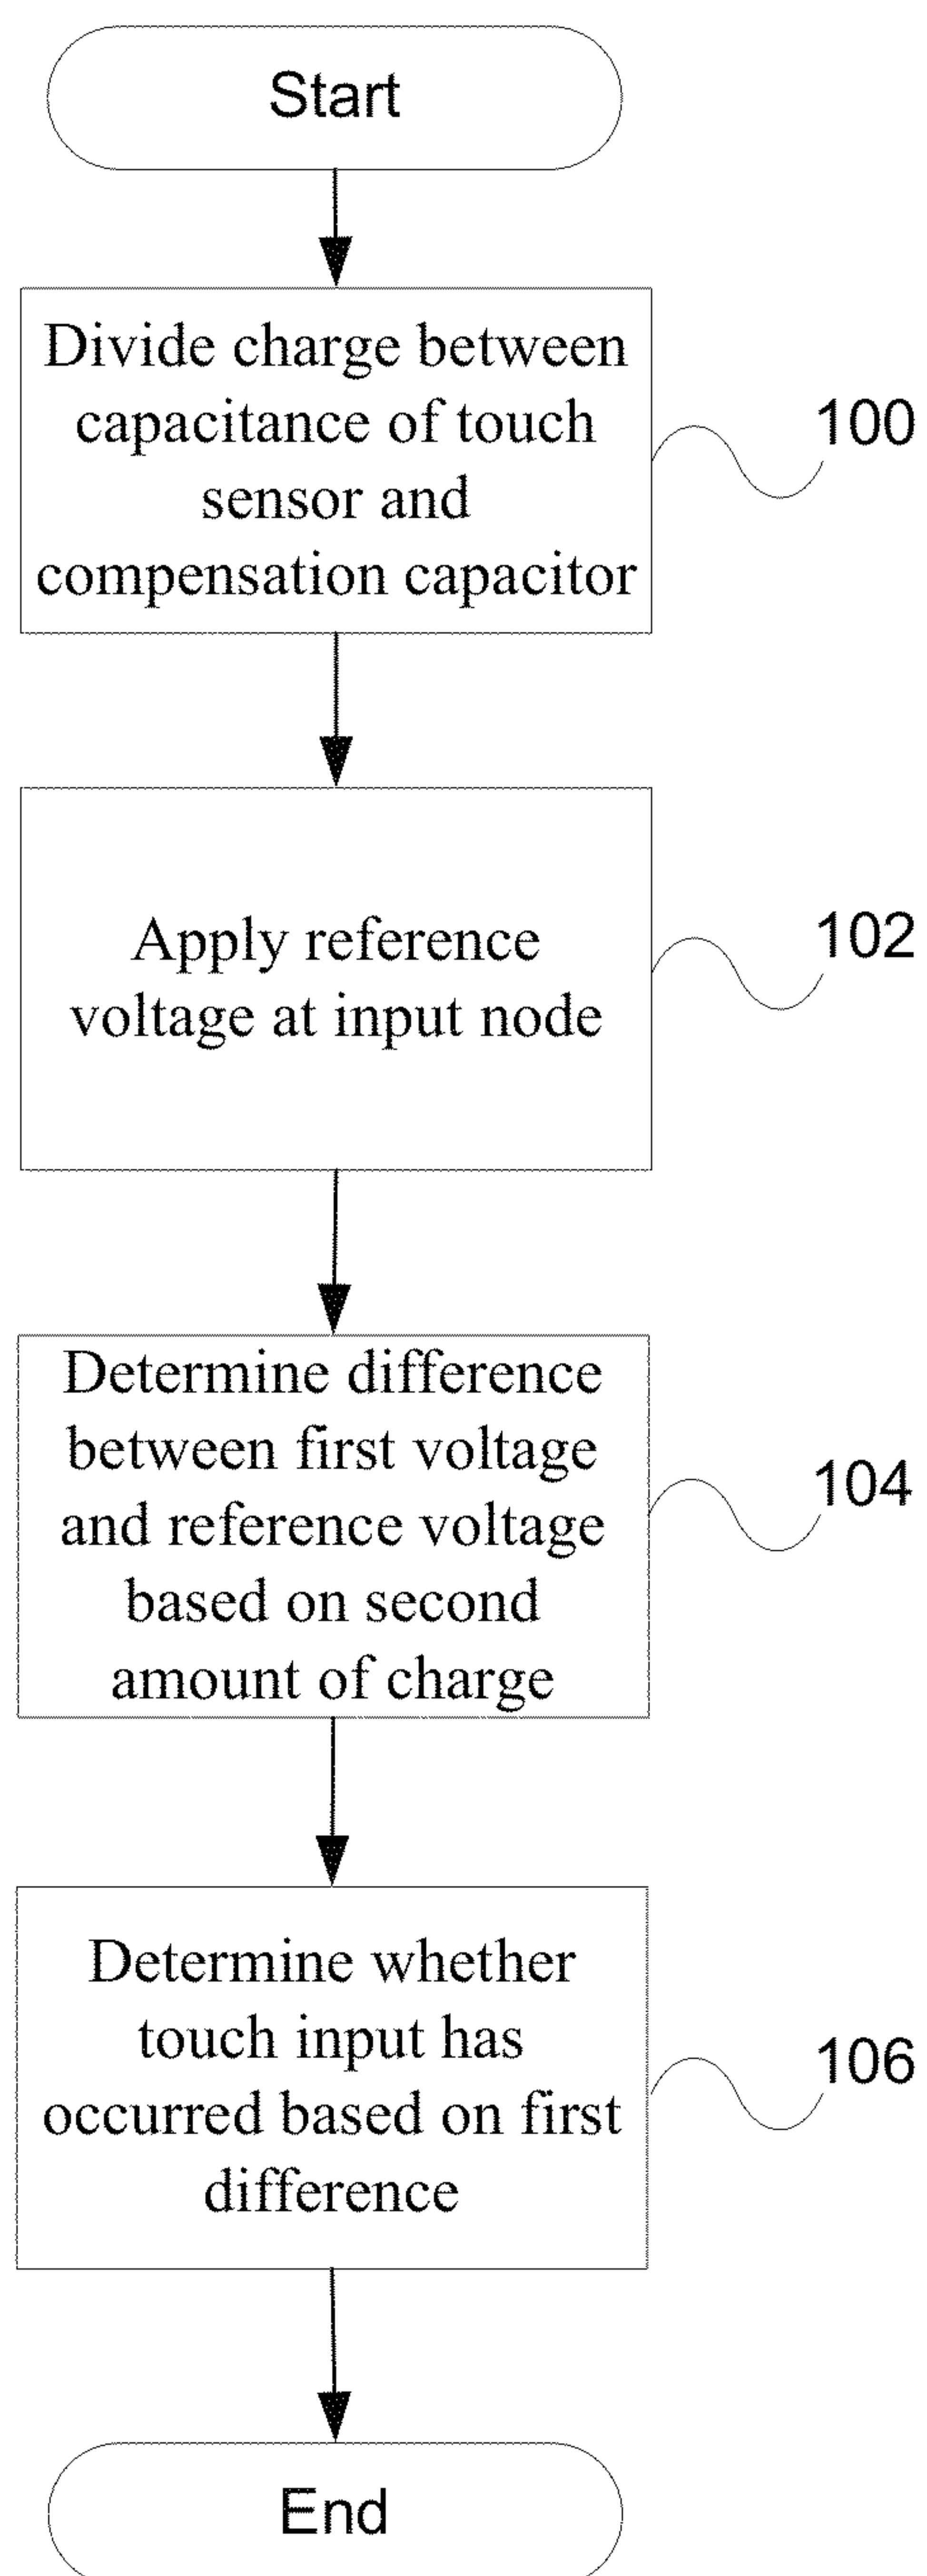 Start
Divide charge between
capacitance of touch
sensor and
compensation capacitor
100
Apply reference
voltage at input node
102
Determine difference
between first voltage
and reference voltage
based on second
amount of charge
104
Determine whether
touch input has
occurred based on first
difference
106
End